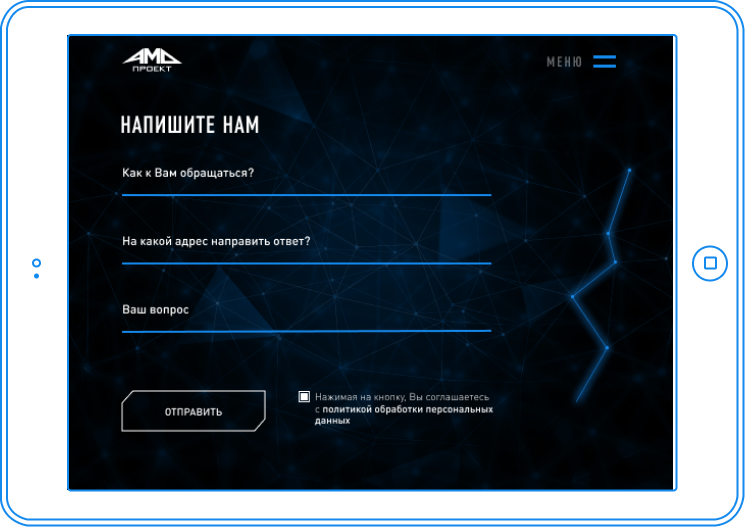 АМД
ПРОЕКТ
МЕНЮ
НАПИШИТЕ НАМ
Как к Вам обращаться?
На какой адрес направить ответ?
Ваш вопрос
ОТПРАВИТЬ
Нажимая на кнопку, Вы соглашаетесь
с политикой обработки персональных
данных